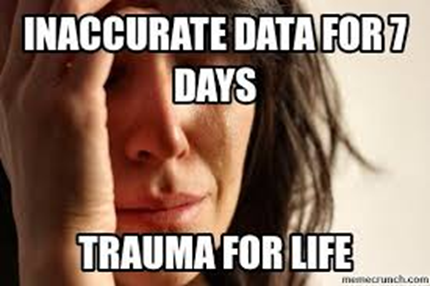 INACCURATE DATA FOR 7
DAYS
TRAUMA FOR LIFE
memecrunch.com